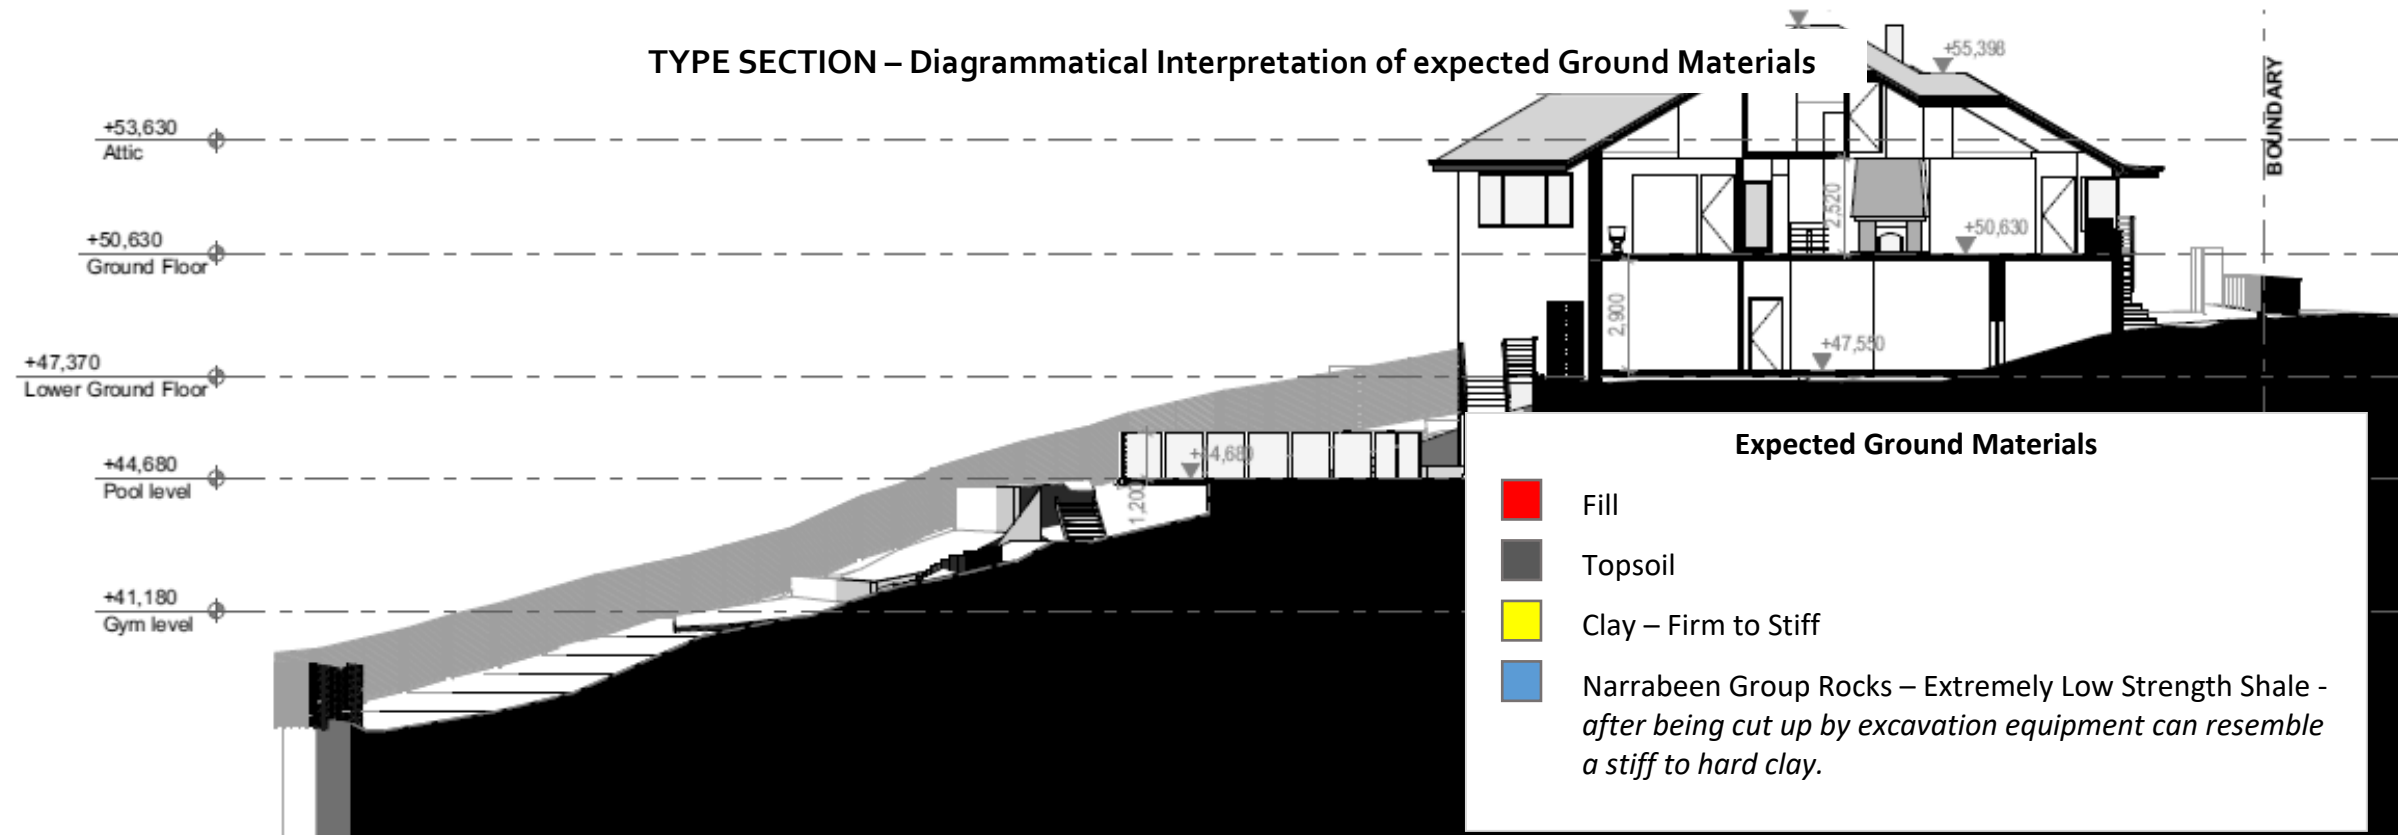 TYPE SECTION – Diagrammatical Interpretation of expected Ground Materials
+55,398
BOUNDARY
+53,630
Attic
2,520
+50,630
+50,630
Ground Floor
2,900
+47,550
+47,370
Lower Ground Floor
+44,680
+44,680
Pool level
1,200
+41,180
Gym level
Expected Ground Materials
Fill
Topsoil
Clay – Firm to Stiff
Narrabeen Group Rocks – Extremely Low Strength Shale -
after being cut up by excavation equipment can resemble
a stiff to hard clay.